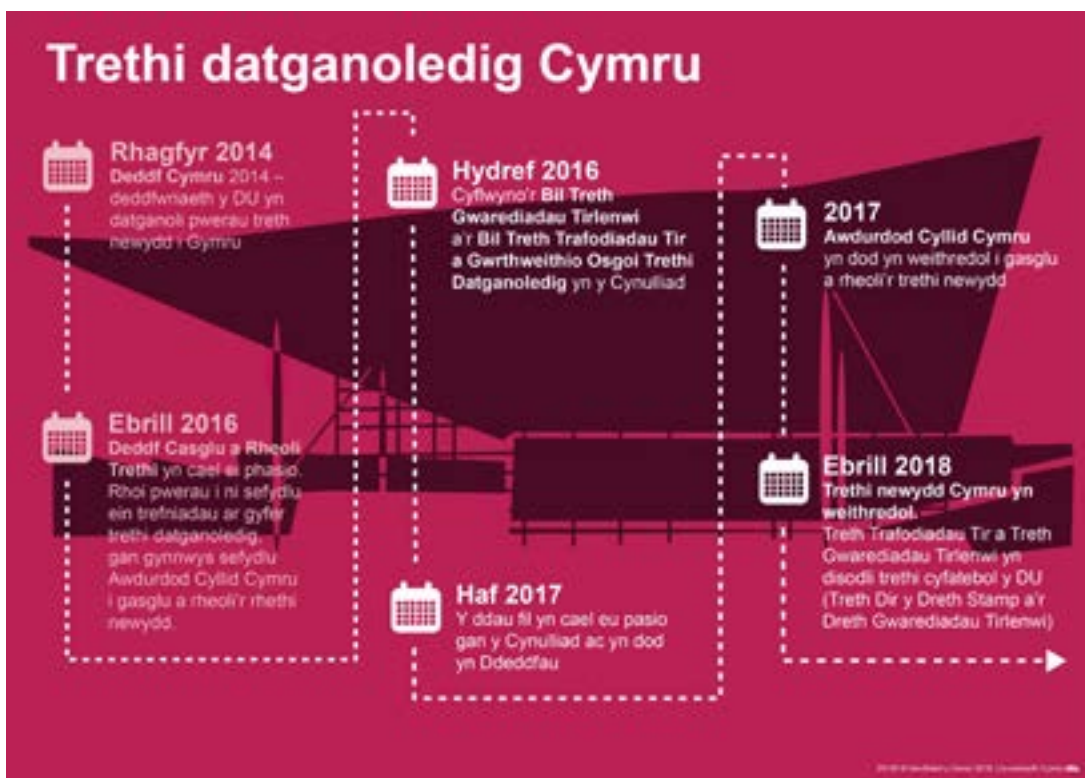 Trethi datganoledig Cymru
Rhagfyr 2014
Deddf Cymru 2014 –
deddfwriaeth y DU yn
datganoli pwerau treth
newydd i Gymru
Ebrill 2016
Deddf Casglu a Rheoli
Trethi yn cael ei phasio.
Rhoi pwerau i ni sefydlu
ein trefniadau ar gyfer
trethi datganoledig,
gan gynnwys sefydlu
Awdurdod Cyllid Cymru
i gasglu a rheoli'r rhethi
newydd.
Hydref 2016
Cyflwyno'r Bil Treth
Gwarediadau Tirlenwi
a'r Bil Treth Trafodiadau Tir
a Gwrthweithio Osgoi Trethi
Datganoledig yn y Cynulliad
Haf 2017
Y ddau fil yn cael eu pasio
gan y Cynulliad ac yn dod
yn Ddeddfau
2017
Awdurdod Cyllid Cymru
yn dod yn weithredol i gasglu
a rheoli'r trethi newydd
Ebrill 2018
Trethi newydd Cymru yn
weithredol.
Treth Trafodiadau Tir a Treth
Gwarediadau Tirlenwi yn
disodli trethi cyfatebol y DU
(Treth Dir y Dreth Stamp a'r
Dreth Gwarediadau Tirlenwi)